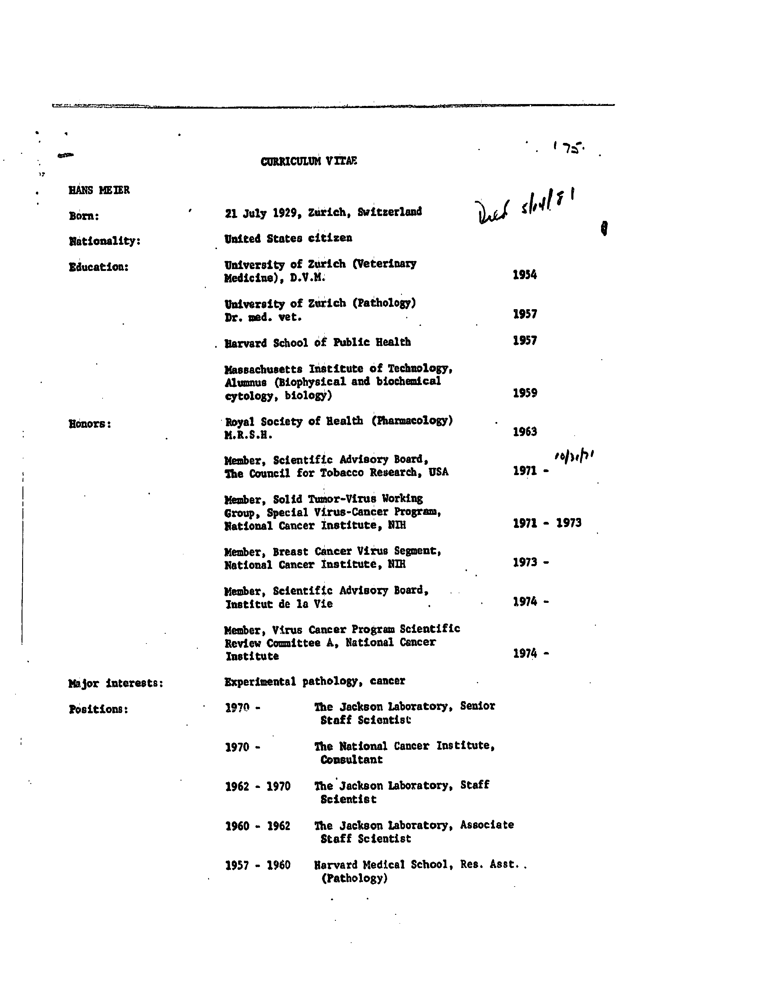 175.
CURRICULUM VITAE
HANS MEIER
Died 5/14/81
Born: 21 July 1929, Zurich, Switzerland
Nationality: United States citizen
Education: University of Zurich (Veterinary
Medicine), D.V.M. 1954
University of Zurich (Pathology)
Dr. med. vet. 1957
Harvard School of Public Health 1957
Massachusetts Institute of Technology,
Alumnus (Biophysical and biochemical
cytology, biology) 1959
Honors: Royal Society of Health (Pharmacology)
M.R.S.H. 1963
Member, Scientific Advisory Board,
The Council for Tobacco Research, USA 1971 -
Member, Solid Tumor-Virus Working
Group, Special Virus-Cancer Program,
National Cancer Institute, NIH 1971 - 1973
Member, Breast Cancer Virus Segment,
National Cancer Institute, NIH 1973 -
Member, Scientific Advisory Board,
Institut de la Vie 1974 -
Member, Virus Cancer Program Scientific
Review Committee A, National Cancer
Institute 1974 -
Major interests: Experimental pathology, cancer
Positions: 1970 - The Jackson Laboratory, Senior
Staff Scientist
1970 - The National Cancer Institute,
Consultant
1962 - 1970 The Jackson Laboratory, Staff
Scientist
1960 - 1962 The Jackson Laboratory, Associate
Staff Scientist
1957 - 1960 Harvard Medical School, Res. Asst.
(Pathology)